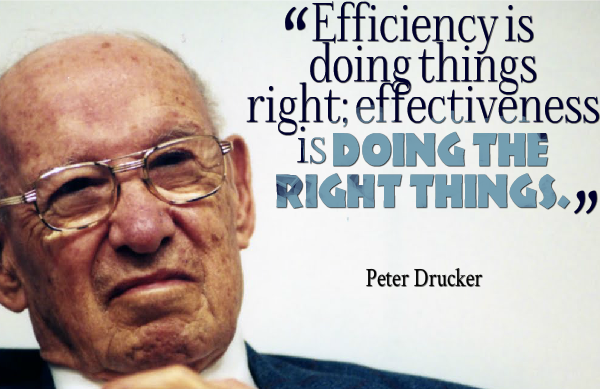 “Efficiency is
doing things
right; effectiveness
is DOING THE
RIGHT THINGS.”
Peter Drucker